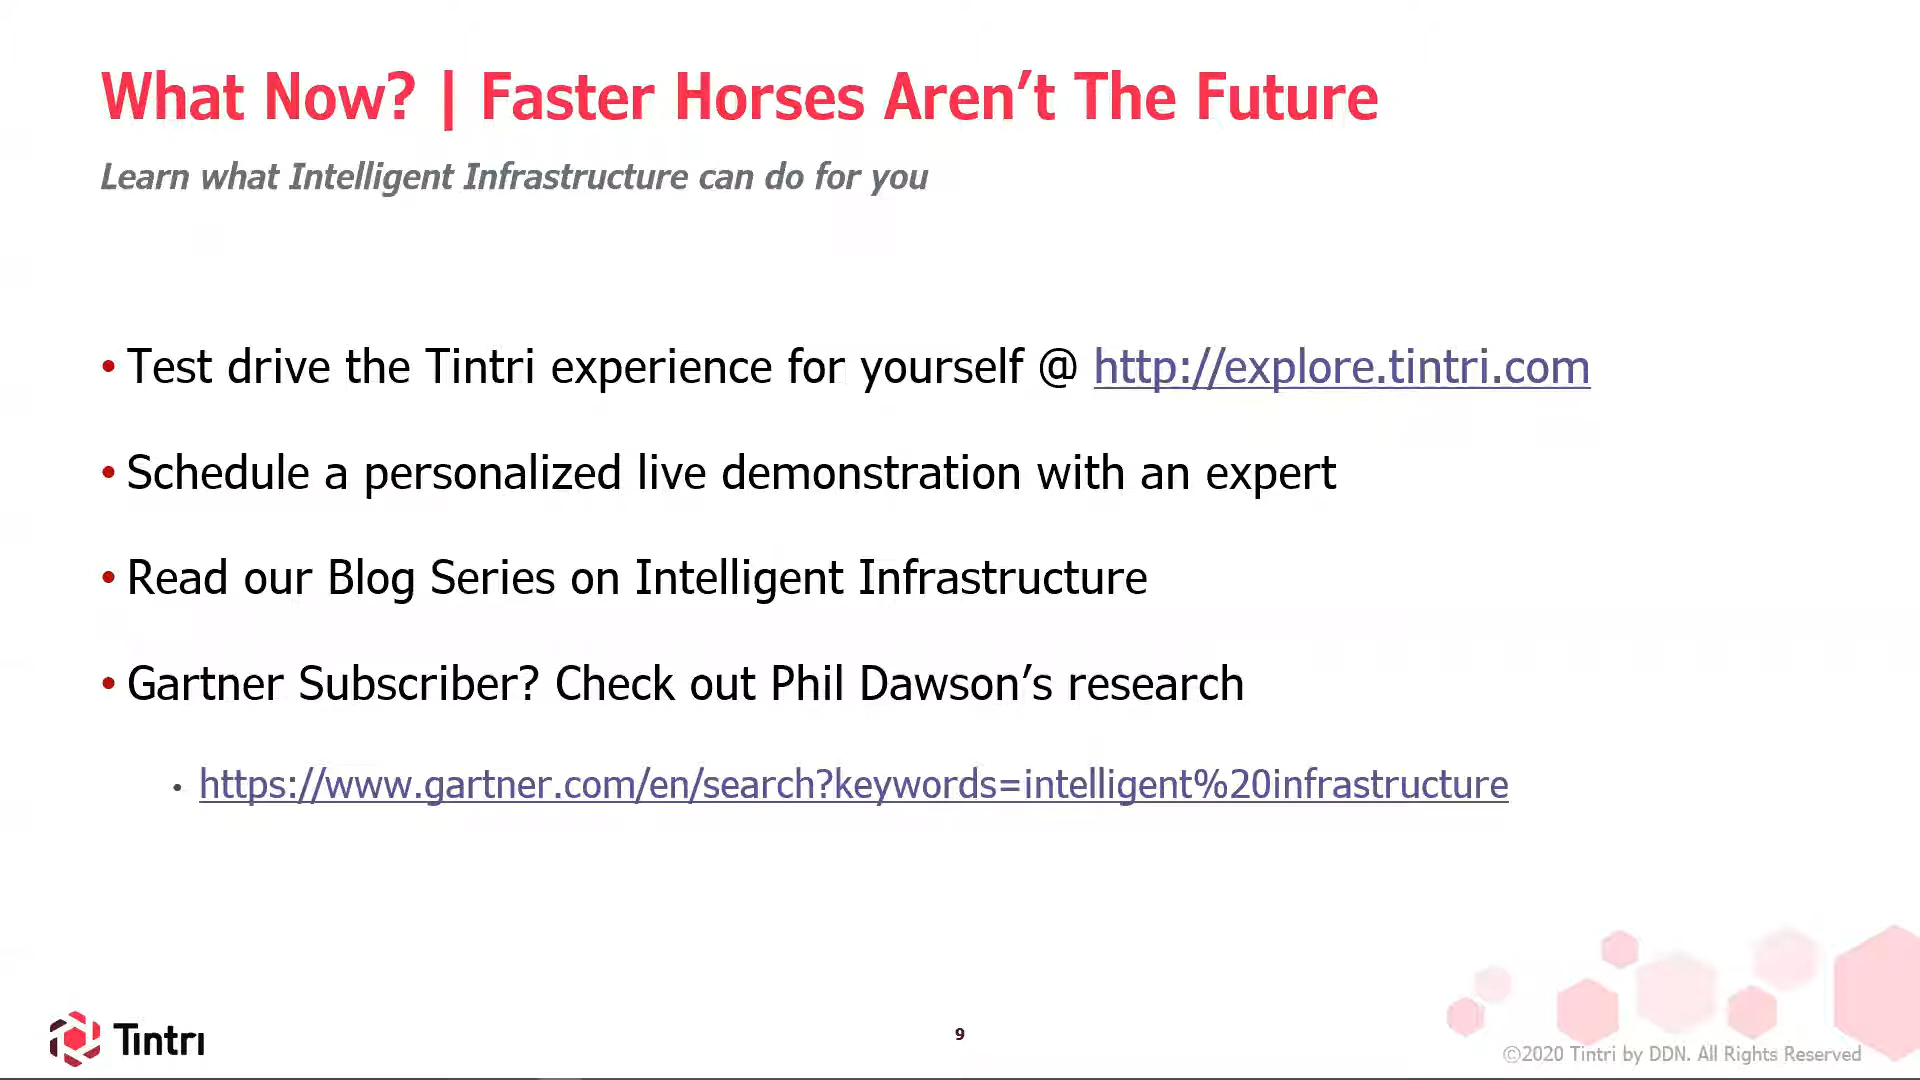 What Now? | Faster Horses Aren’t The Future
Learn what Intelligent Infrastructure can do for you
• Test drive the Tintri experience for yourself @ http://explore.tintri.com
• Schedule a personalized live demonstration with an expert
• Read our Blog Series on Intelligent Infrastructure
• Gartner Subscriber? Check out Phil Dawson’s research
• https://www.gartner.com/en/search?keywords=intelligent%20infrastructure
Tintri
9
©2020 Tintri by DDN. All Rights Reserved